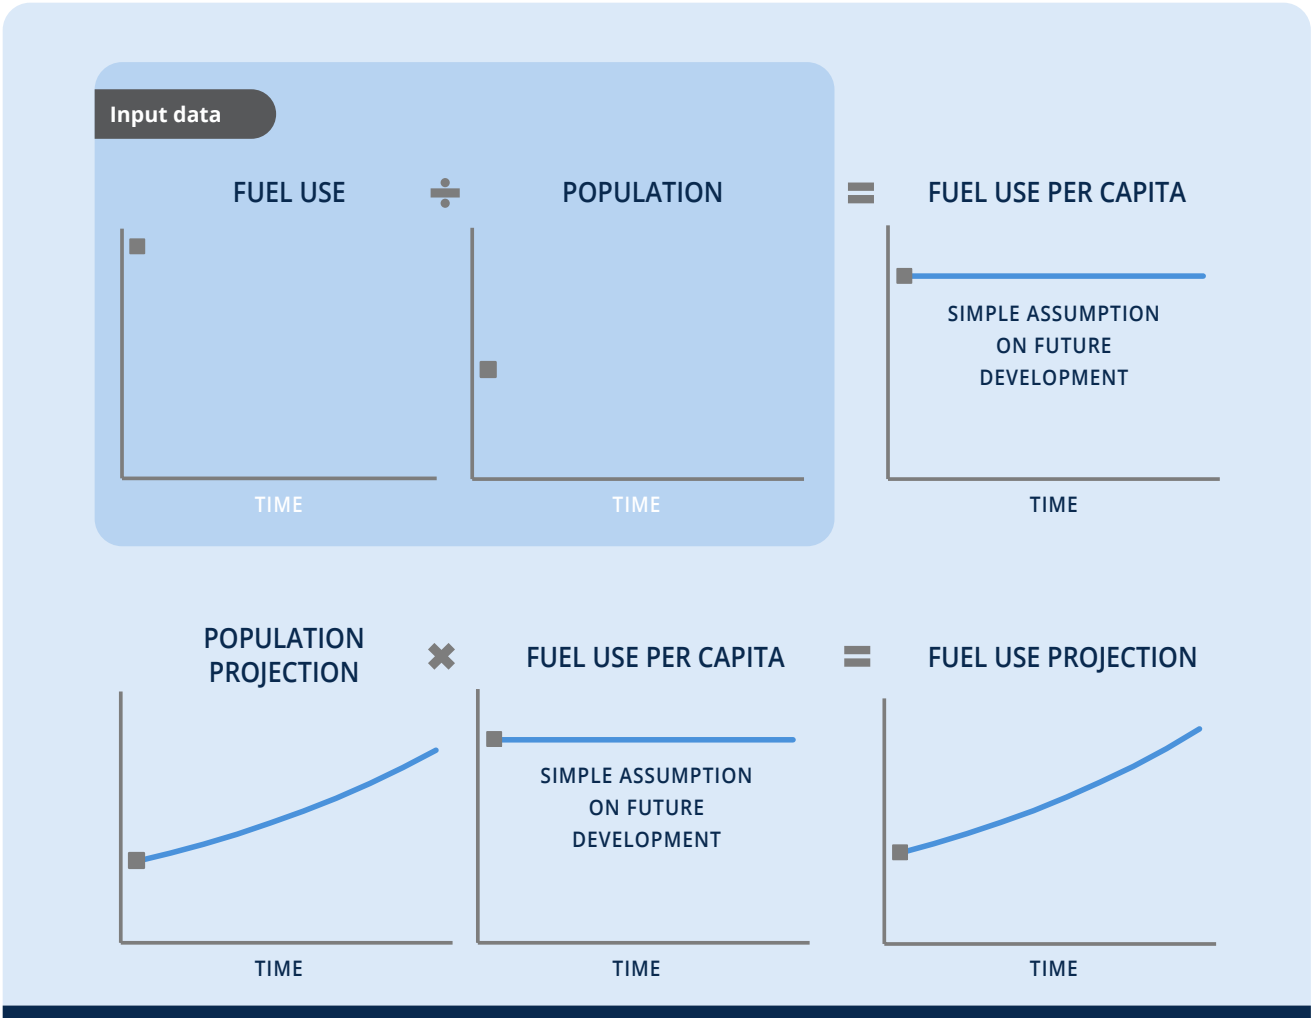 Input data
FUEL USE
÷
POPULATION
=
FUEL USE PER CAPITA
SIMPLE ASSUMPTION
ON FUTURE
DEVELOPMENT
TIME
TIME
TIME
POPULATION
PROJECTION
×
FUEL USE PER CAPITA
=
FUEL USE PROJECTION
SIMPLE ASSUMPTION
ON FUTURE
DEVELOPMENT
TIME
TIME
TIME